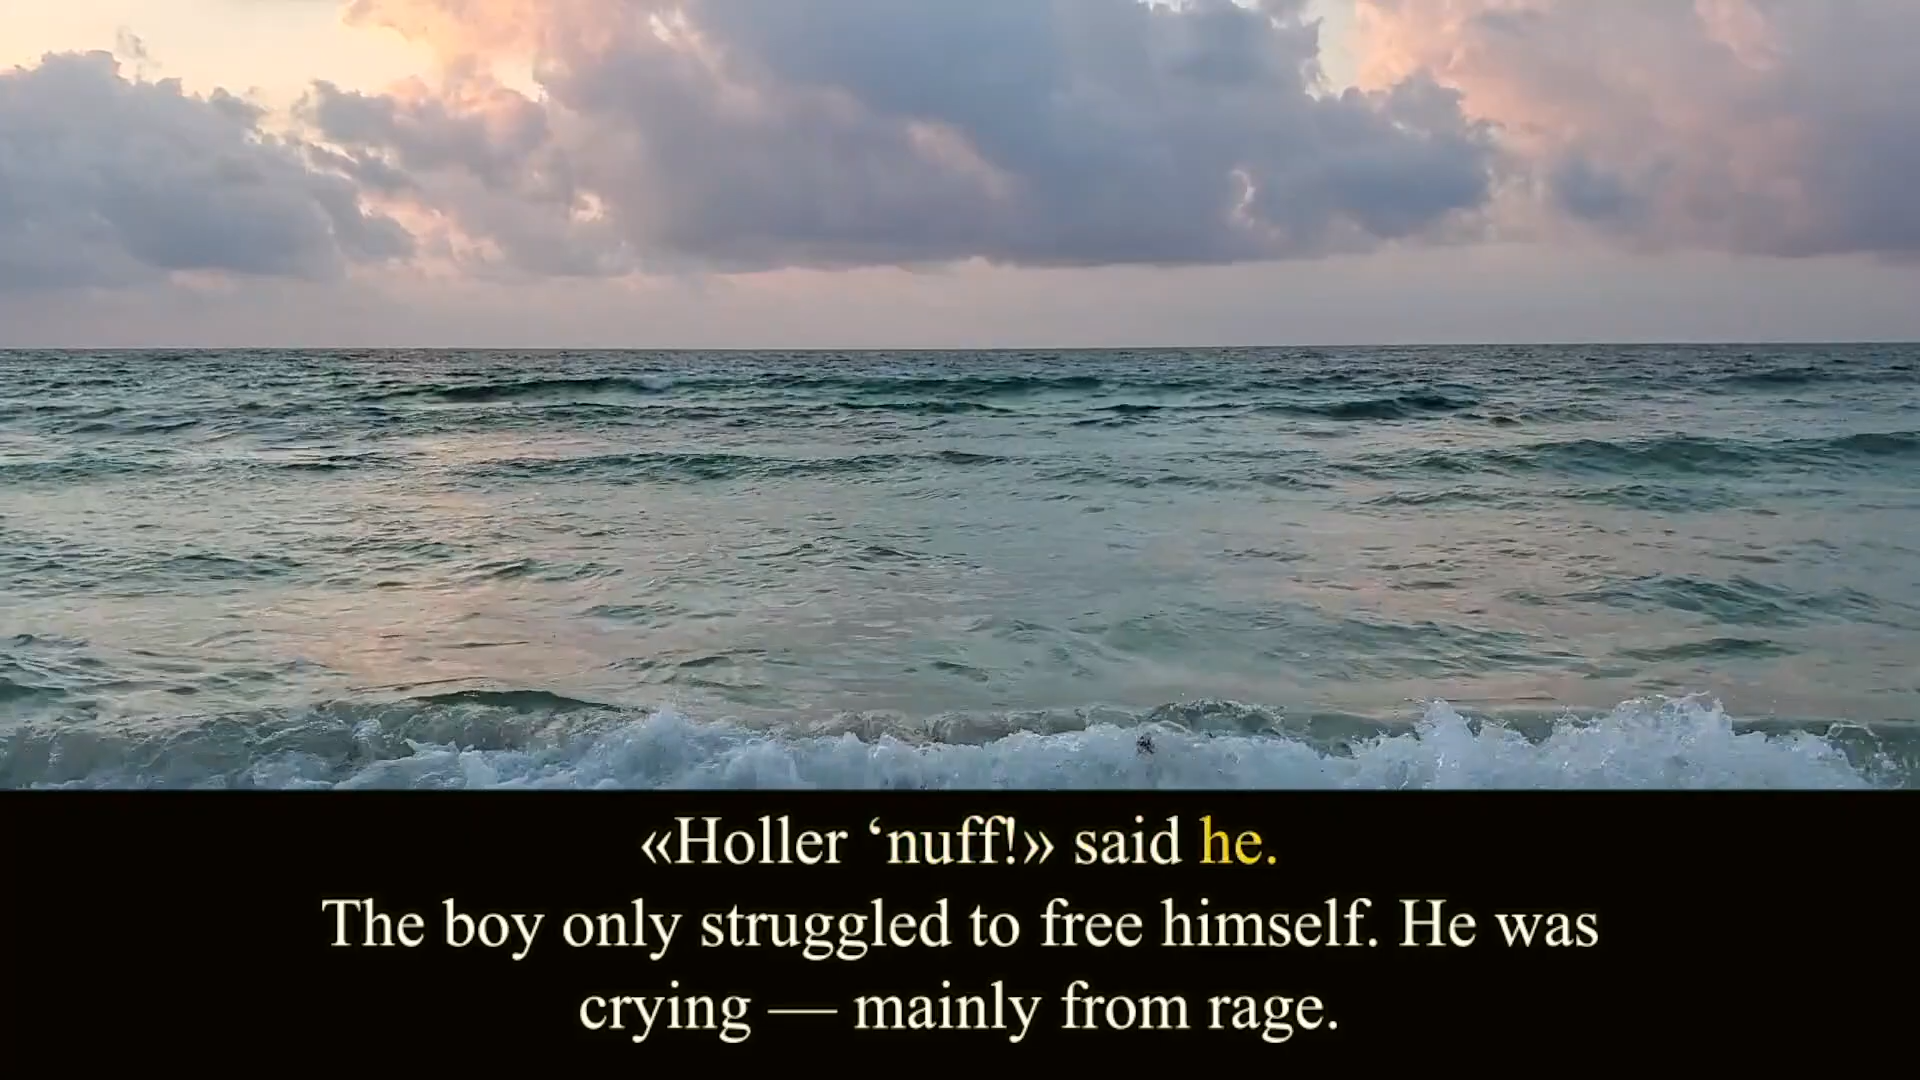 «Holler ‘nuff!» said he.
The boy only struggled to free himself. He was
crying — mainly from rage.